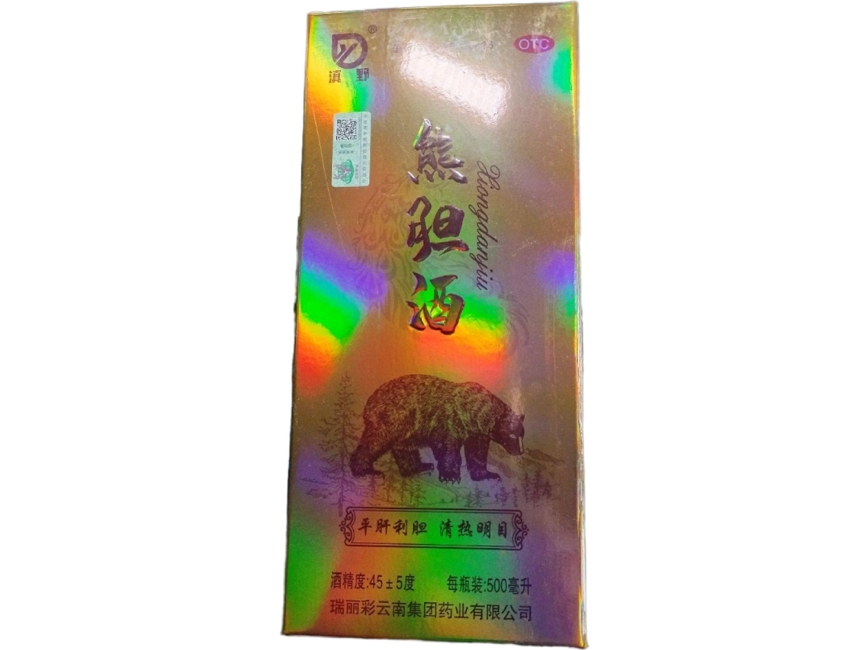 滇野
OTC
熊胆酒
Xiongdanjiu
平肝利胆 清热明目
酒精度:45±5度 每瓶装:500毫升
瑞丽彩云南集团药业有限公司